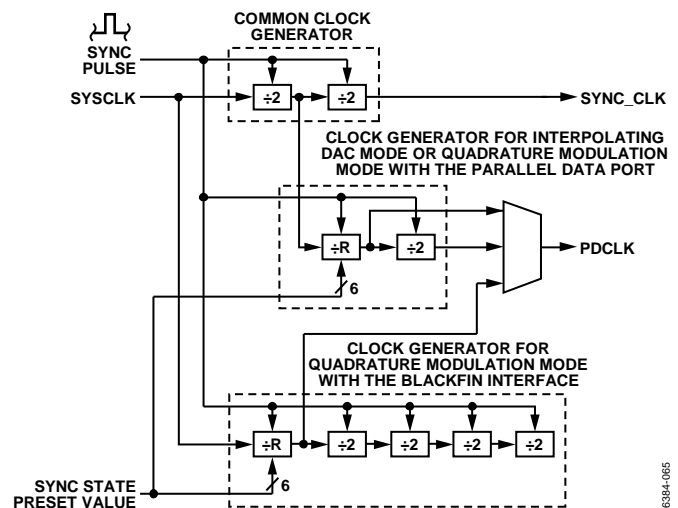 COMMON CLOCK
GENERATOR
SYNC
PULSE
SYSCLK
÷2
÷2
SYNC_CLK
CLOCK GENERATOR FOR INTERPOLATING
DAC MODE OR QUADRATURE MODULATION
MODE WITH THE PARALLEL DATA PORT
÷R
÷2
PDCLK
6
CLOCK GENERATOR FOR
QUADRATURE MODULATION MODE
WITH THE BLACKFIN INTERFACE
÷R
÷2
÷2
÷2
÷2
6
SYNC STATE
PRESET VALUE
6384-065